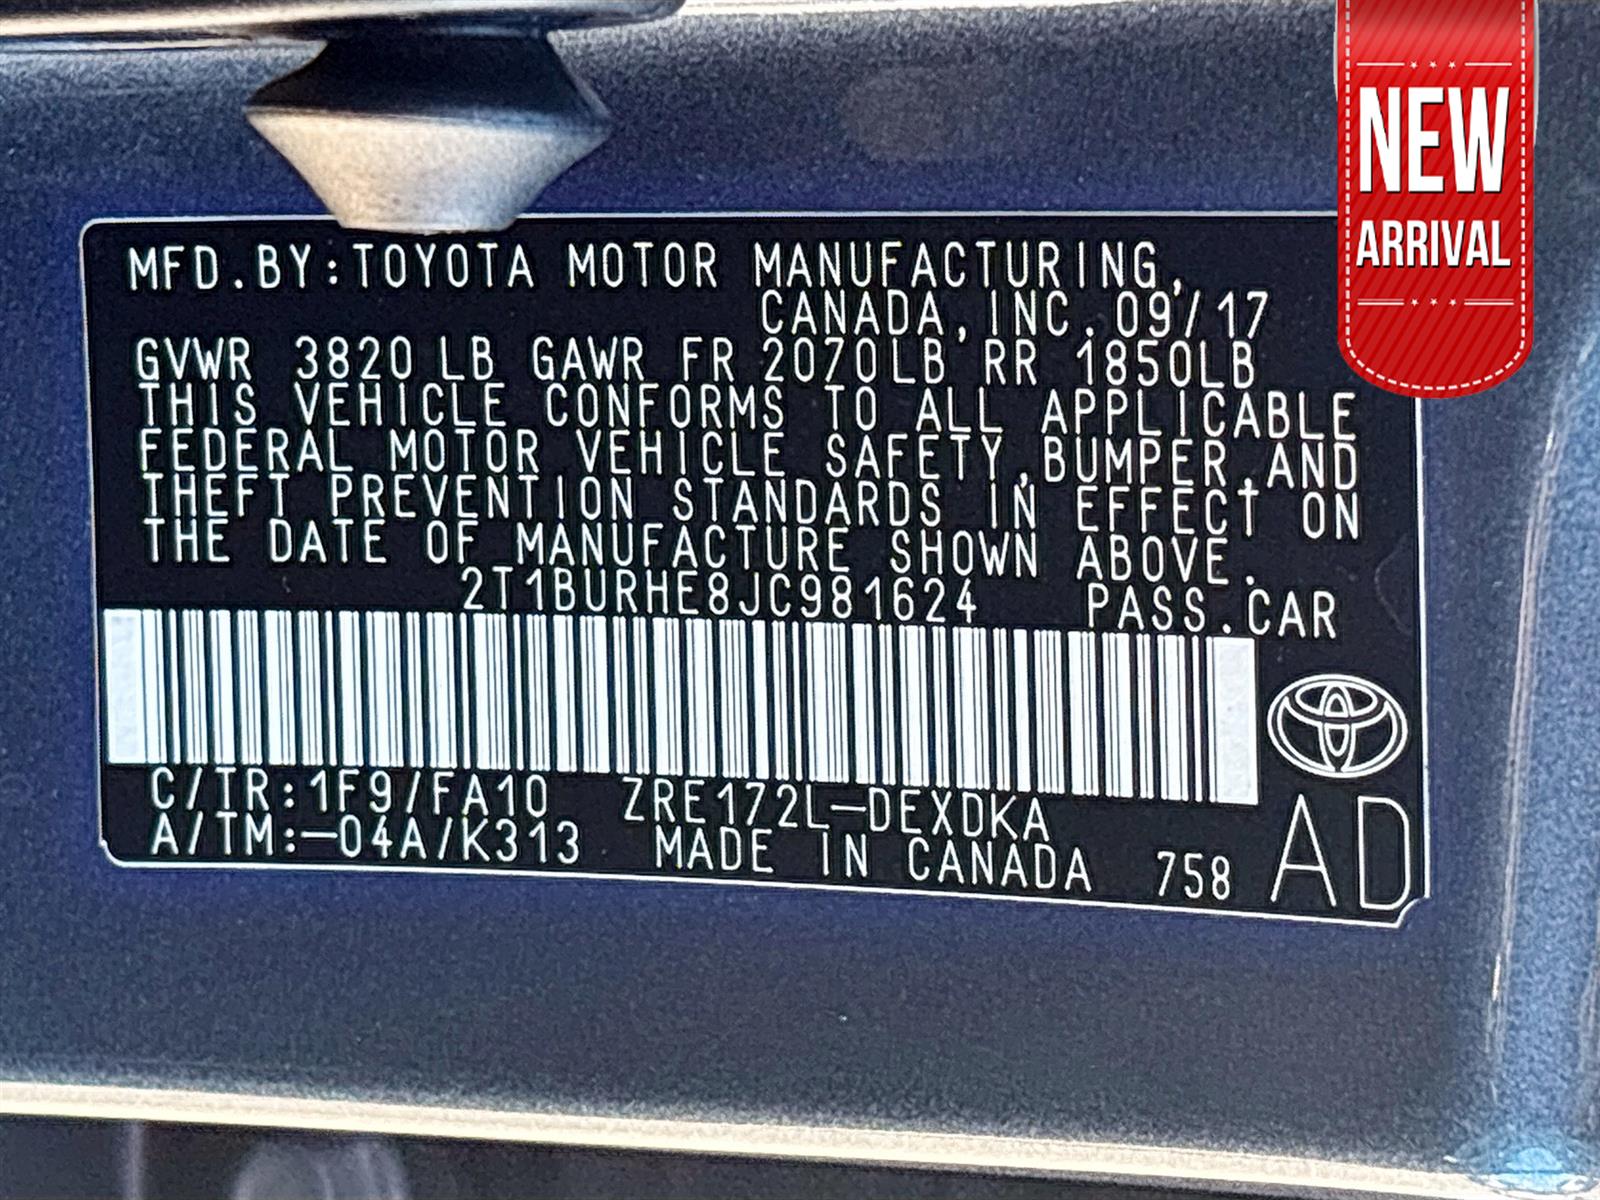 NEW
ARRIVAL
MFD.BY:TOYOTA MOTOR MANUFACTURING,
CANADA,INC.09/17
GVWR 3820 LB GAWR FR 2070LB RR 1850LB
THIS VEHICLE CONFORMS TO ALL APPLICABLE
FEDERAL MOTOR VEHICLE SAFETY,BUMPER,AND
THEFT PREVENTION STANDARDS IN EFFECT ON
THE DATE OF MANUFACTURE SHOWN ABOVE.
2T1BURHE8JC981624 PASS.CAR
C/TR:1F9/FA10 ZRE172L-DEXDKA
A/TM:-04A/K313 MADE IN CANADA 758 AD